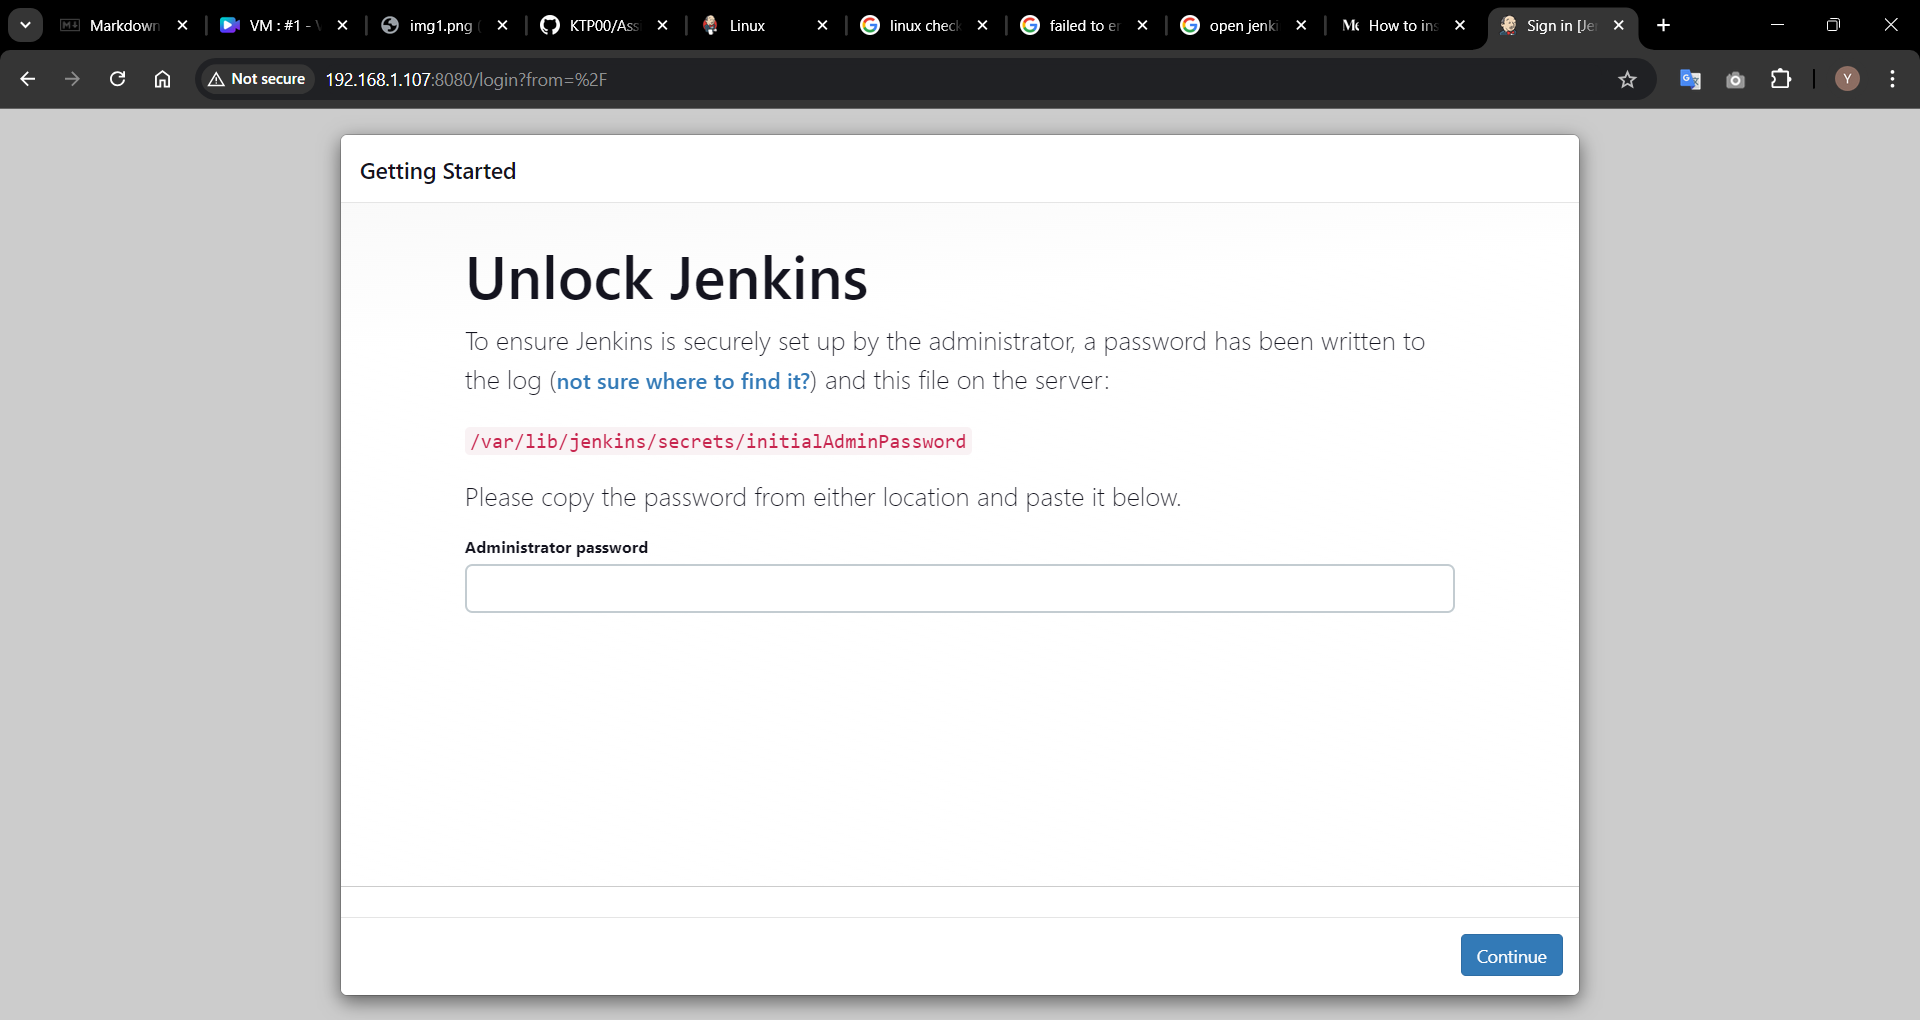 Markdown
VM : #1 -
img1.png
KTP00/Ass
Linux
linux check
failed to er
open jenki
How to ins
Sign in [Je
Not secure
192.168.1.107:8080/login?from=%2F
Y
Getting Started
Unlock Jenkins
To ensure Jenkins is securely set up by the administrator, a password has been written to
the log (not sure where to find it?) and this file on the server:
/var/lib/jenkins/secrets/initialAdminPassword
Please copy the password from either location and paste it below.
Administrator password
Continue